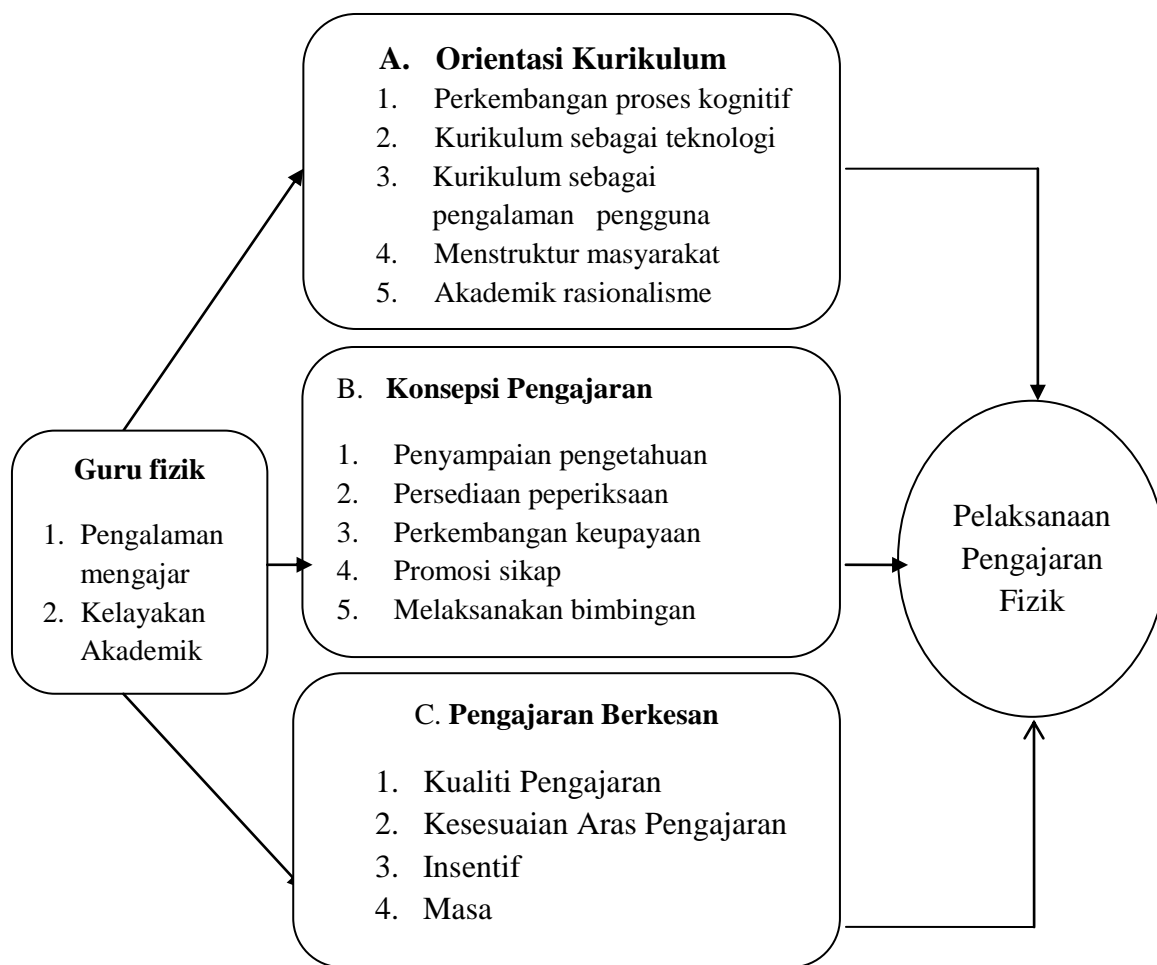 A. Orientasi Kurikulum
1. Perkembangan proses kognitif
2. Kurikulum sebagai teknologi
3. Kurikulum sebagai
pengalaman pengguna
4. Menstruktur masyarakat
5. Akademik rasionalisme
Guru fizik
1. Pengalaman
mengajar
2. Kelayakan
Akademik
B. Konsepsi Pengajaran
1. Penyampaian pengetahuan
2. Persediaan peperiksaan
3. Perkembangan keupayaan
4. Promosi sikap
5. Melaksanakan bimbingan
C. Pengajaran Berkesan
1. Kualiti Pengajaran
2. Kesesuaian Aras Pengajaran
3. Insentif
4. Masa
Pelaksanaan
Pengajaran
Fizik